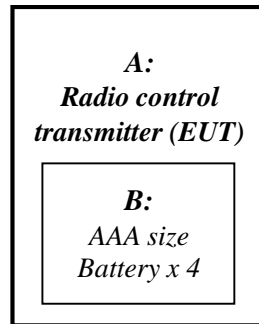 A:
Radio control
transmitter (EUT)
B:
AAA size
Battery x 4